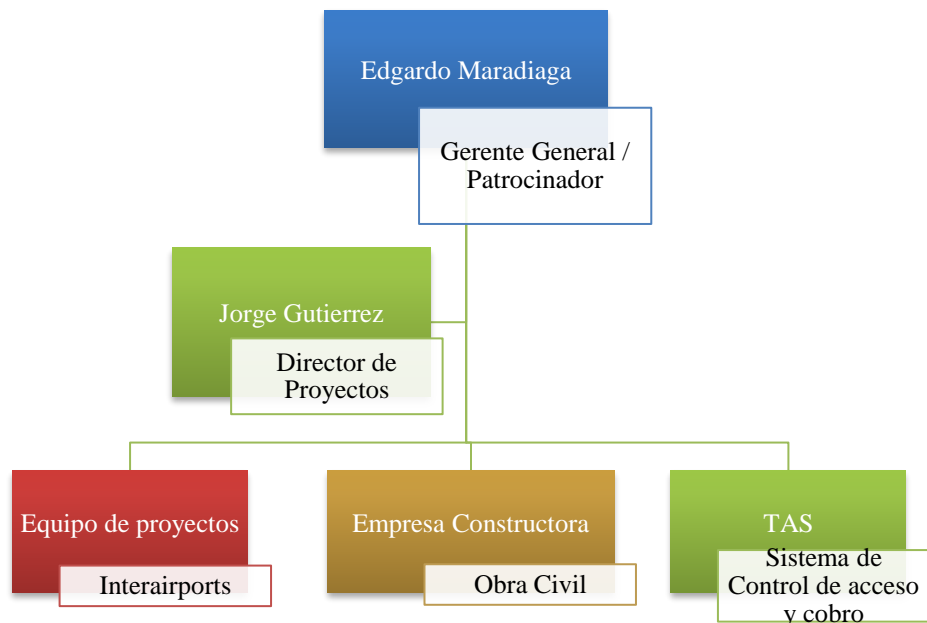 Edgardo Maradiaga
Gerente General /
Patrocinador
Jorge Gutierrez
Director de
Proyectos
Equipo de proyectos
Interairports
Empresa Constructora
Obra Civil
TAS
Sistema de
Control de acceso
y cobro